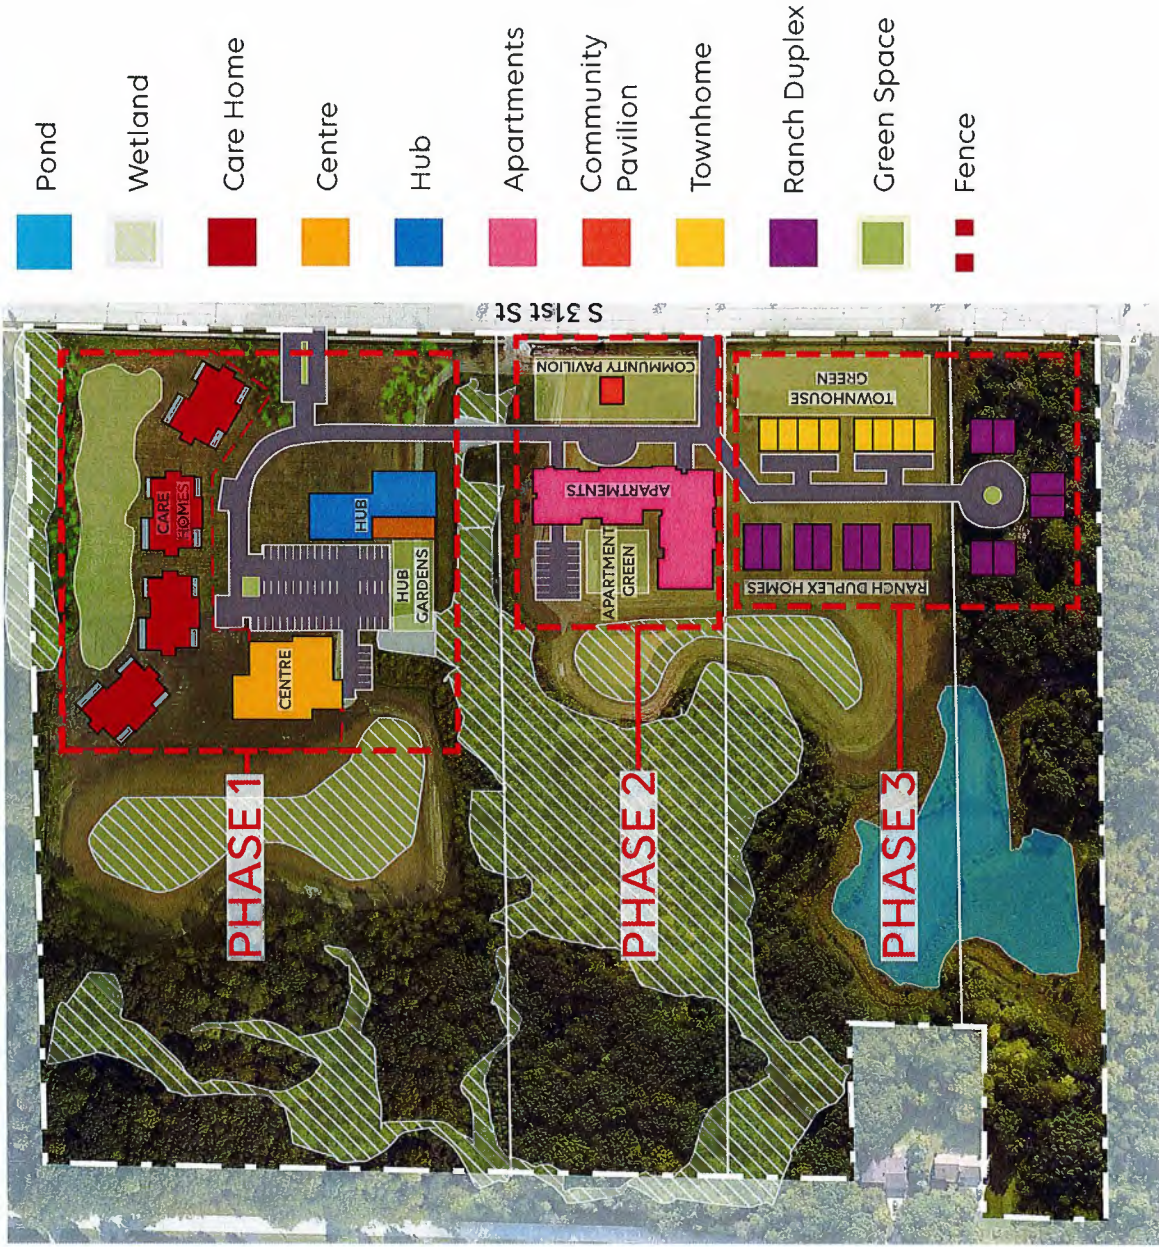 Pond
Wetland
Care Home
Centre
Hub
Apartments
Community
Pavilion
Townhome
Ranch Duplex
Green Space
Fence
S 31st St
CARE
HOMES
HUB
HUB
GARDENS
CENTRE
COMMUNITY PAVILION
APARTMENTS
APARTMENT
GREEN
TOWNHOUSE
GREEN
RANCH DUPLEX HOMES
PHASE 1
PHASE 2
PHASE 3